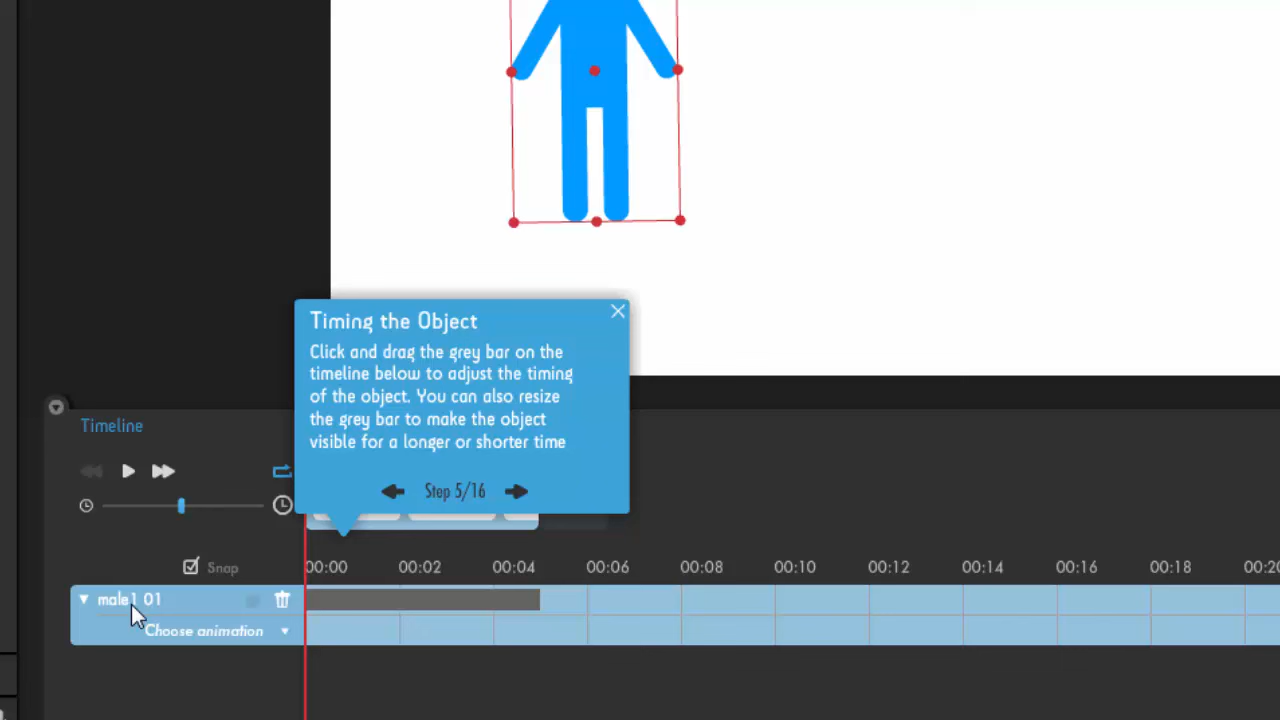 Timing the Object
Click and drag the grey bar on the
timeline below to adjust the timing
of the object. You can also resize
the grey bar to make the object
visible for a longer or shorter time
Step 5/16
Timeline
Snap
00:00 00:02 00:04 00:06 00:08 00:10 00:12 00:14 00:16 00:18 00:20
male1 01
Choose animation